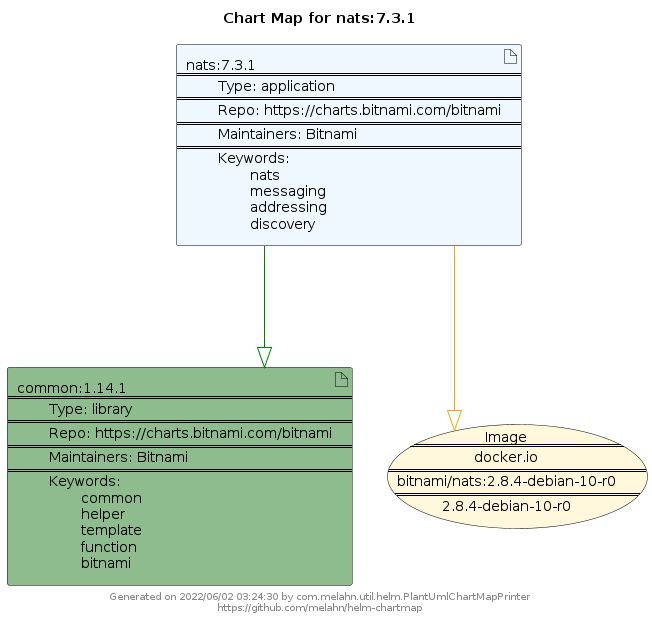 Chart Map for nats:7.3.1
nats:7.3.1
Type: application
Repo: https://charts.bitnami.com/bitnami
Maintainers: Bitnami
Keywords:
nats
messaging
addressing
discovery
common:1.14.1
Type: library
Repo: https://charts.bitnami.com/bitnami
Maintainers: Bitnami
Keywords:
common
helper
template
function
bitnami
Image
docker.io
bitnami/nats:2.8.4-debian-10-r0
2.8.4-debian-10-r0
Generated on 2022/06/02 03:24:30 by com.melahn.util.helm.PlantUmlChartMapPrinter
https://github.com/melahn/helm-chartmap